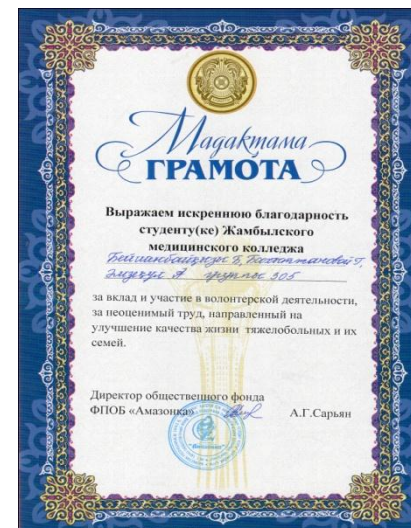 Мадақтама
ГРАМОТА
Выражаем искреннюю благодарность
студенту(ке) Жамбылского
медицинского колледжа
группы 305
за вклад и участие в волонтерской деятельности,
за неоценимый труд, направленный на
улучшение качества жизни тяжелобольных и их
семей.
Директор общественного фонда
ФПОБ «Амазонка» А.Г.Сарьян